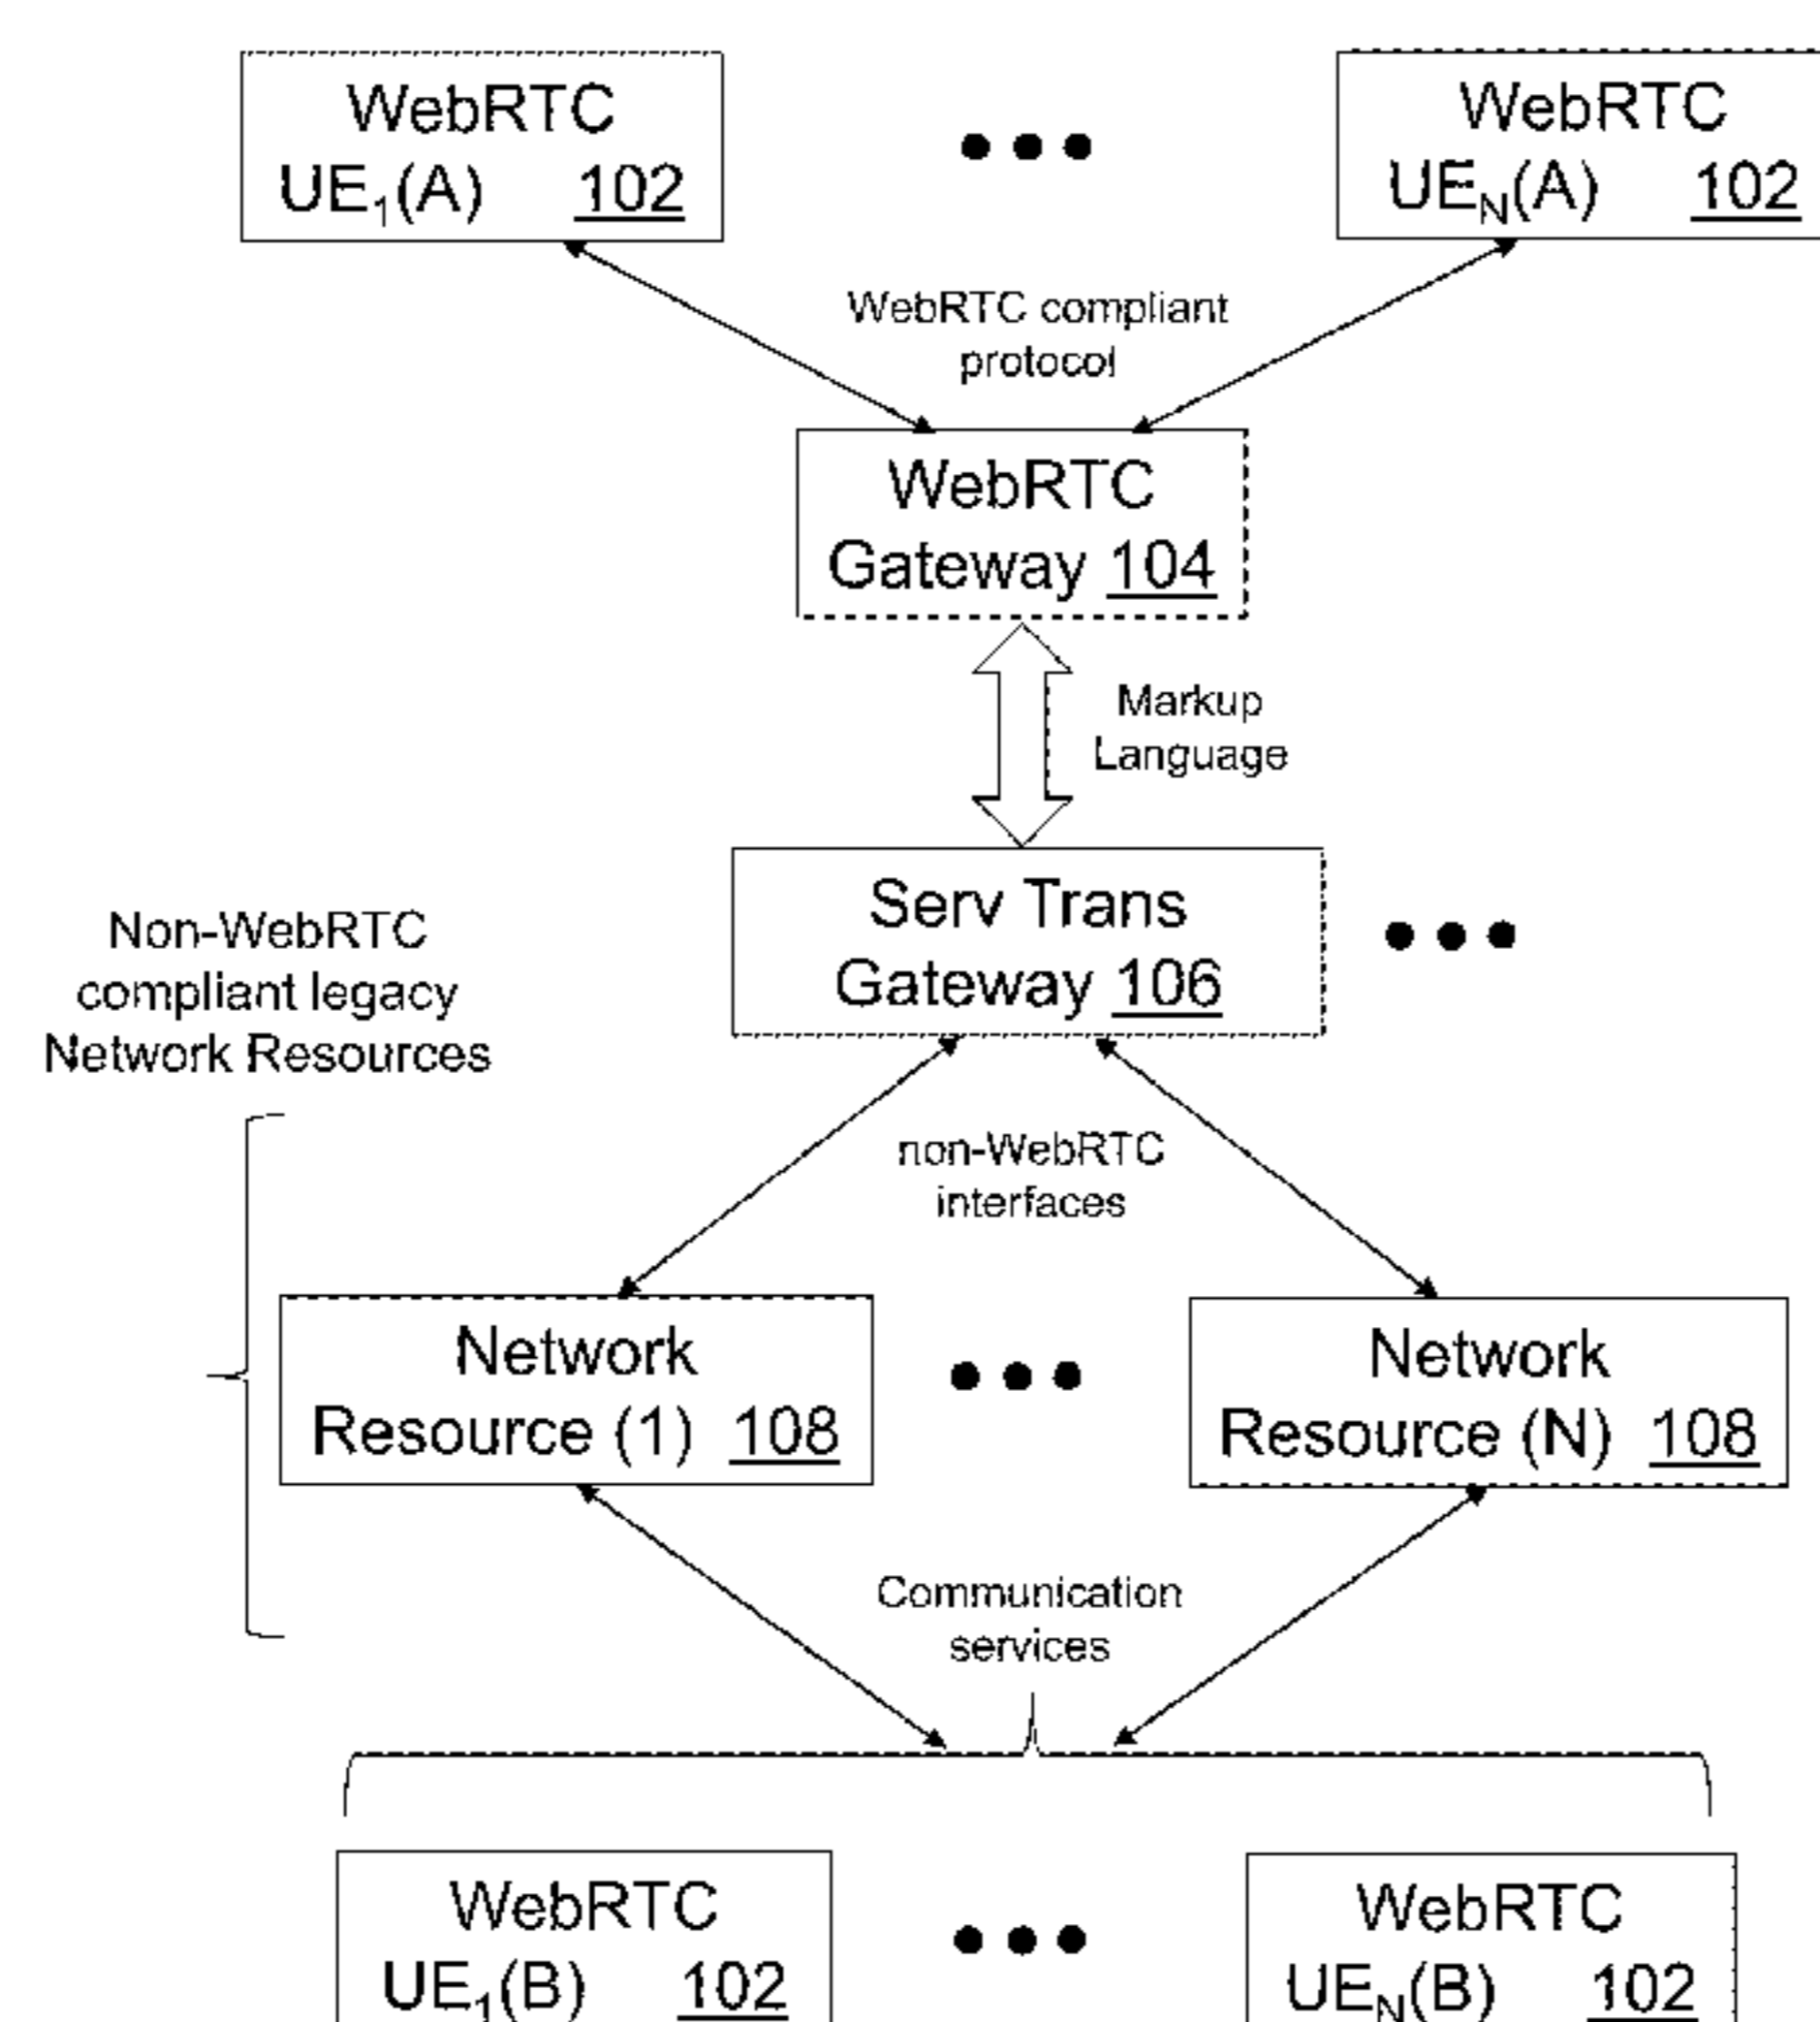 WebRTC
UE₁(A) 102
WebRTC
UE_N(A) 102
WebRTC compliant
protocol
WebRTC
Gateway 104
Markup
Language
Serv Trans
Gateway 106
Non-WebRTC
compliant legacy
Network Resources
non-WebRTC
interfaces
Network
Resource (1) 108
Network
Resource (N) 108
Communication
services
WebRTC
UE₁(B) 102
WebRTC
UE_N(B) 102